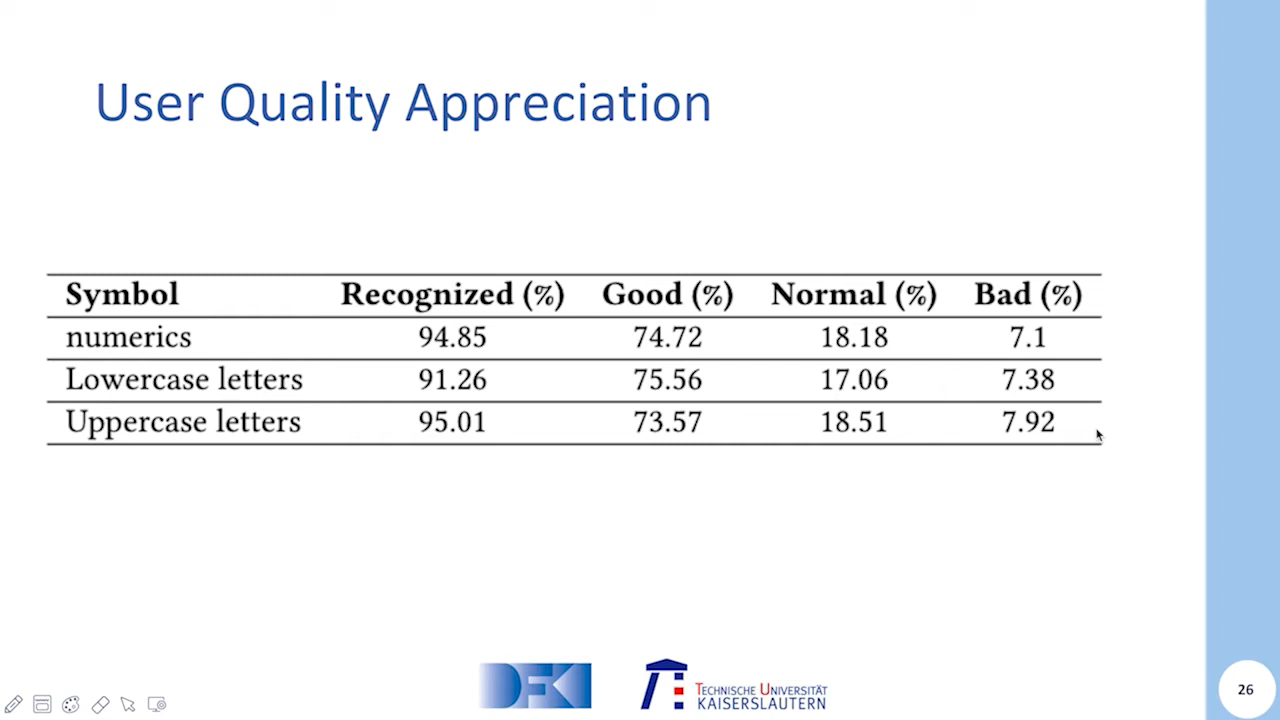 User Quality Appreciation
Symbol Recognized (%) Good (%) Normal (%) Bad (%)
numerics 94.85 74.72 18.18 7.1
Lowercase letters 91.26 75.56 17.06 7.38
Uppercase letters 95.01 73.57 18.51 7.92
DFKI
TECHNISCHE UNIVERSITÄT
KAISERSLAUTERN
26